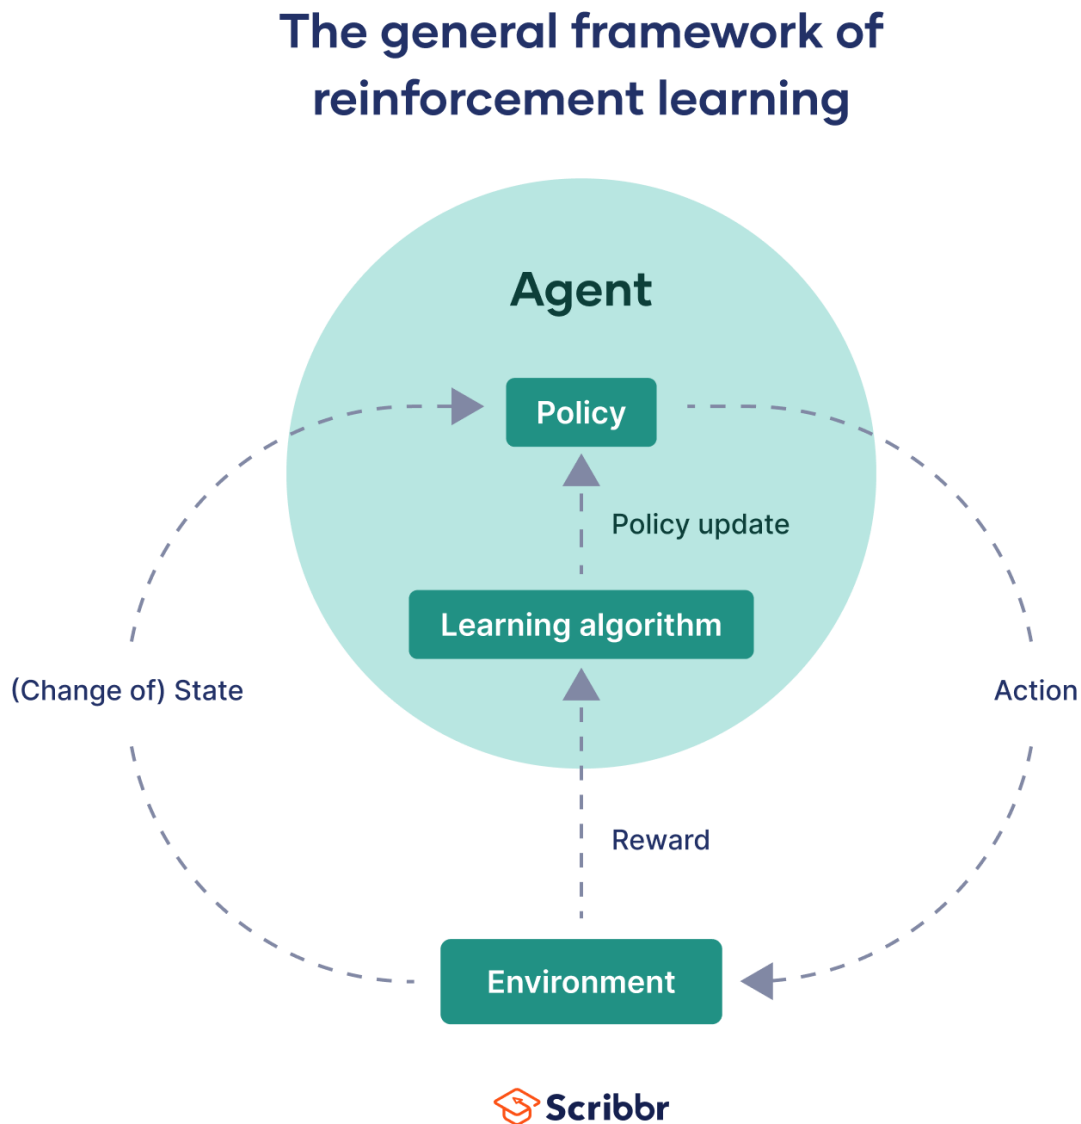 The general framework of
reinforcement learning
Agent
Policy
Policy update
Learning algorithm
(Change of) State
Action
Reward
Environment
Scribbr